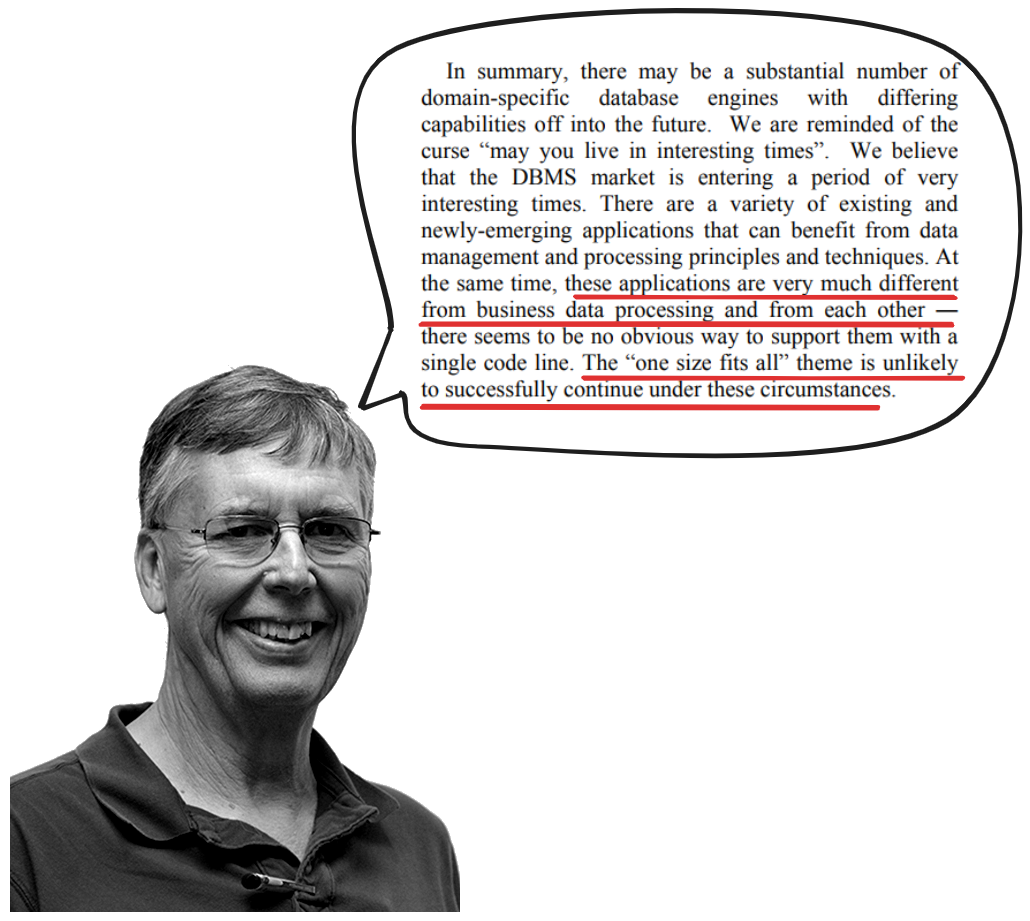 In summary, there may be a substantial number of
domain-specific database engines with differing
capabilities off into the future. We are reminded of the
curse “may you live in interesting times”. We believe
that the DBMS market is entering a period of very
interesting times. There are a variety of existing and
newly-emerging applications that can benefit from data
management and processing principles and techniques. At
the same time, these applications are very much different
from business data processing and from each other —
there seems to be no obvious way to support them with a
single code line. The “one size fits all” theme is unlikely
to successfully continue under these circumstances.